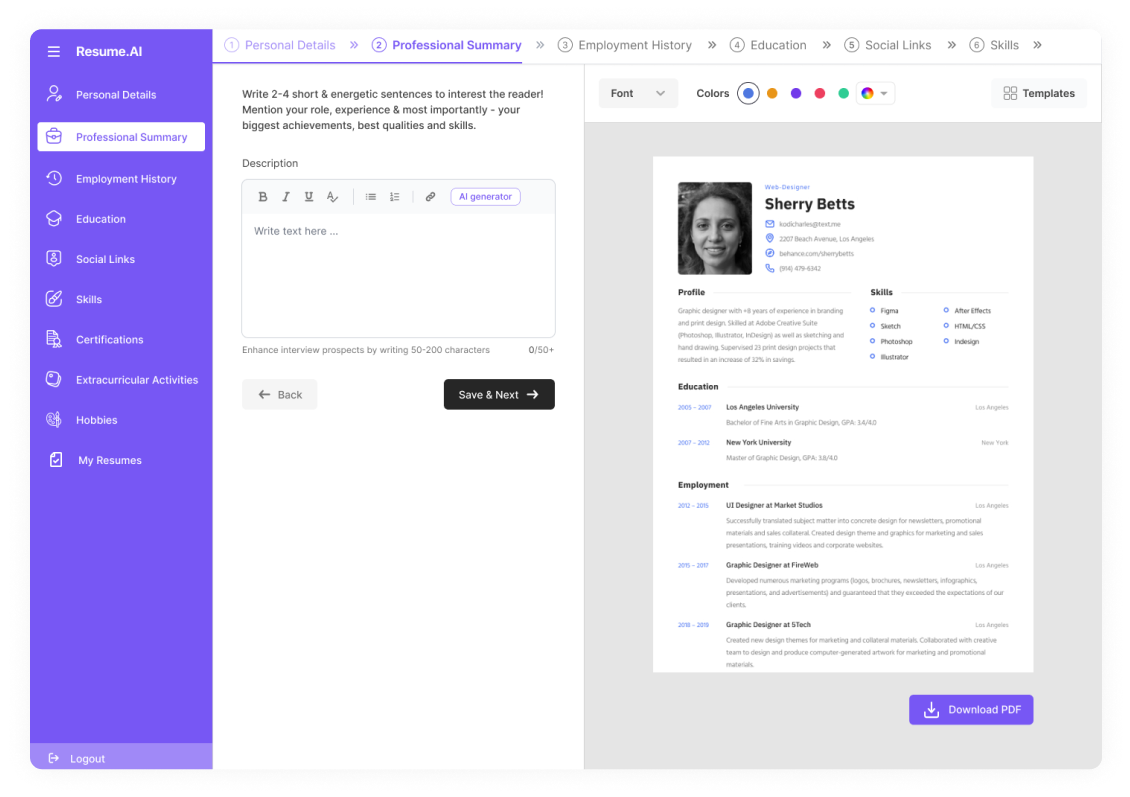 Resume.AI
Personal Details
Professional Summary
Employment History
Education
Social Links
Skills
Certifications
Extracurricular Activities
Hobbies
My Resumes
Logout
1 Personal Details » 2 Professional Summary » 3 Employment History » 4 Education » 5 Social Links » 6 Skills »
Write 2-4 short & energetic sentences to interest the reader!
Mention your role, experience & most importantly - your
biggest achievements, best qualities and skills.
Description
B I U A AI generator
Write text here ...
Enhance interview prospects by writing 50-200 characters 0/50+
Back
Save & Next
Font
Colors
Templates
Web-Designer
Sherry Betts
kodicharles@text.me
2207 Beach Avenue, Los Angeles
behance.com/sherrybetts
(914) 479-6342
Profile
Graphic designer with +8 years of experience in branding
and print design. Skilled at Adobe Creative Suite
(Photoshop, Illustrator, InDesign) as well as sketching and
hand drawing. Supervised 23 print design projects that
resulted in an increase of 32% in savings.
Skills
Figma
Sketch
Photoshop
Illustrator
After Effects
HTML/CSS
Indesign
Education
2005 – 2007 Los Angeles University Los Angeles
Bachelor of Fine Arts in Graphic Design, GPA: 3.4/4.0
2007 – 2012 New York University New York
Master of Graphic Design, GPA: 3.8/4.0
Employment
2012 – 2015 UI Designer at Market Studios Los Angeles
Successfully translated subject matter into concrete design for newsletters, promotional
materials and sales collateral. Created design theme and graphics for marketing and sales
presentations, training videos and corporate websites.
2015 – 2017 Graphic Designer at FireWeb Los Angeles
Developed numerous marketing programs (logos, brochures, newsletters, infographics,
presentations, and advertisements) and guaranteed that they exceeded the expectations of our
clients.
2018 – 2019 Graphic Designer at STech Los Angeles
Created new design themes for marketing and collateral materials. Collaborated with creative
team to design and produce computer-generated artwork for marketing and promotional
materials.
Download PDF